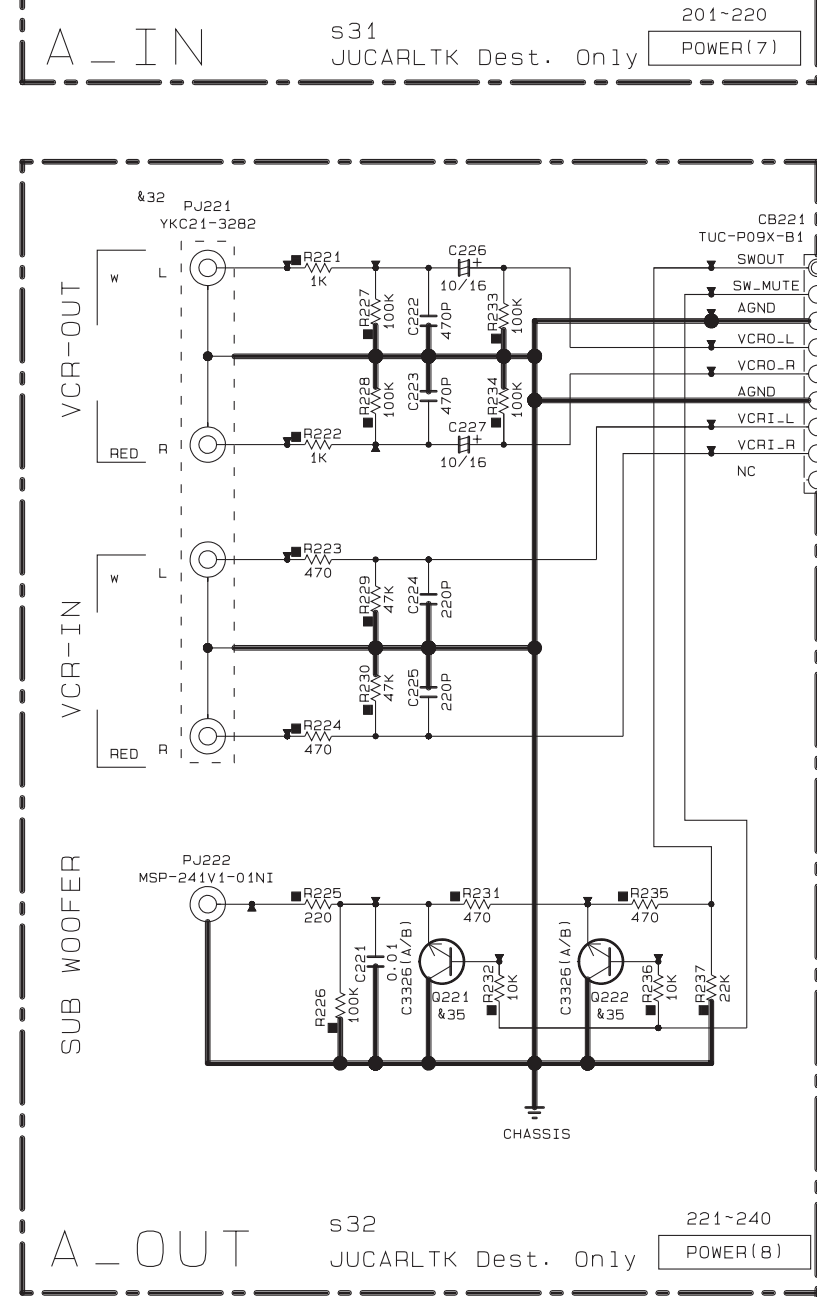 A_IN
s31
JUCARLTK Dest. Only
201~220
POWER(7)
&32
PJ221
YKC21-3282
CB221
TUC-P09X-B1
VCR-OUT
W
L
RED
R
R221
1K
R227
100K
C222
470P
C226
+
10/16
R233
100K
R228
100K
C223
470P
R234
100K
C227
+
10/16
R222
1K
SWOUT
SW_MUTE
AGND
VCRO_L
VCRO_R
AGND
VCRI_L
VCRI_R
NC
VCR-IN
W
L
RED
R
R223
470
R229
47K
C224
220P
R230
47K
C225
220P
R224
470
SUB WOOFER
PJ222
MSP-241V1-01NI
R225
220
R226
100K
C221
0.01
C3326(A/B)
Q221
&35
R231
470
R232
10K
C3326(A/B)
Q222
&35
R235
470
R236
10K
R237
22K
CHASSIS
A_OUT
s32
JUCARLTK Dest. Only
221~240
POWER(8)